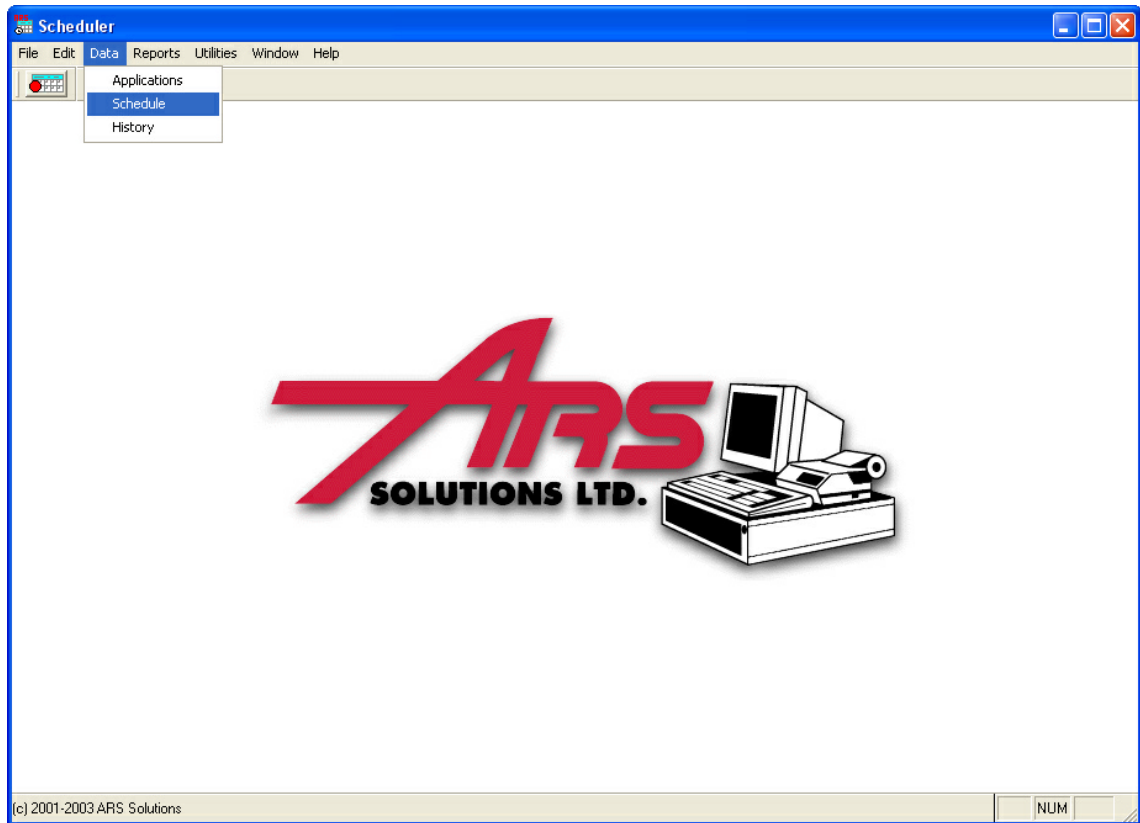 Scheduler
File Edit Data Reports Utilities Window Help
Applications
Schedule
History
ARS
SOLUTIONS LTD.
(c) 2001-2003 ARS Solutions NUM